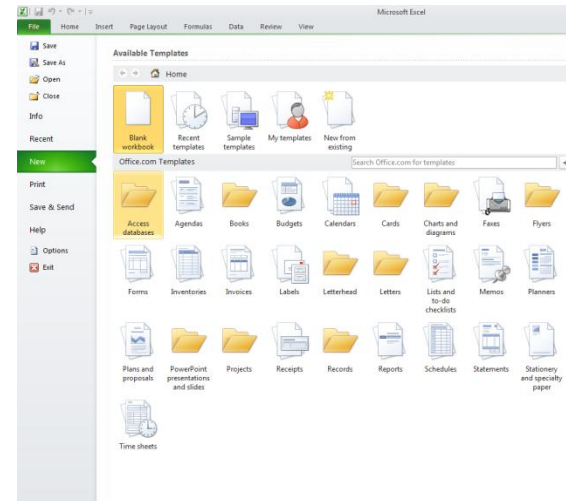 Microsoft Excel
File Home Insert Page Layout Formulas Data Review View
Save
Save As
Open
Close
Info
Recent
New
Print
Save & Send
Help
Options
Exit
Available Templates
Home
Blank workbook
Recent templates
Sample templates
My templates
New from existing
Office.com Templates
Search Office.com for templates
Access databases
Agendas
Books
Budgets
Calendars
Cards
Charts and diagrams
Faxes
Flyers
Forms
Inventories
Invoices
Labels
Letterhead
Letters
Lists and to-do checklists
Memos
Planners
Plans and proposals
PowerPoint presentations and slides
Projects
Receipts
Records
Reports
Schedules
Statements
Stationery and specialty paper
Time sheets